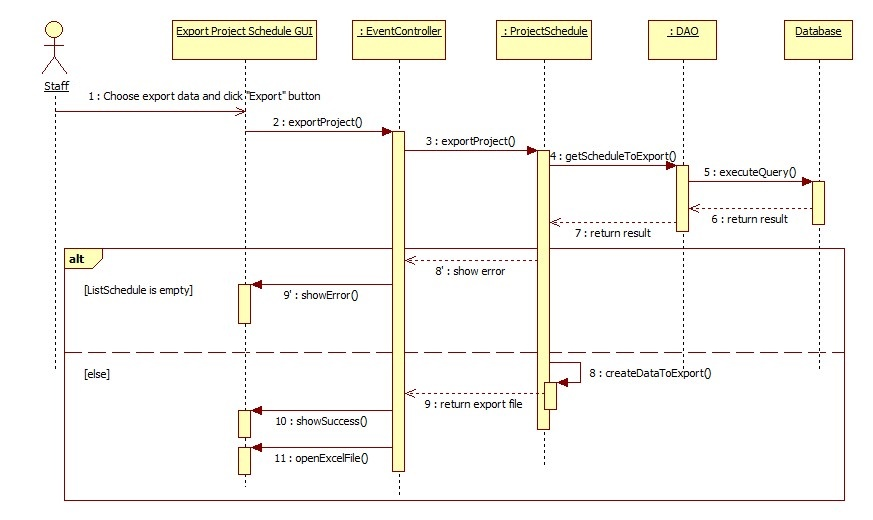 Export Project Schedule GUI
: EventController
: ProjectSchedule
: DAO
Database
Staff
1 : Choose export data and click "Export" button
2 : exportProject()
3 : exportProject()
4 : getScheduleToExport()
5 : executeQuery()
6 : return result
7 : return result
alt
8' : show error
[ListSchedule is empty]
9' : showError()
[else]
8 : createDataToExport()
9 : return export file
10 : showSuccess()
11 : openExcelFile()